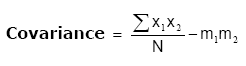 Covariance = ∑x₁x₂ / N − m₁m₂